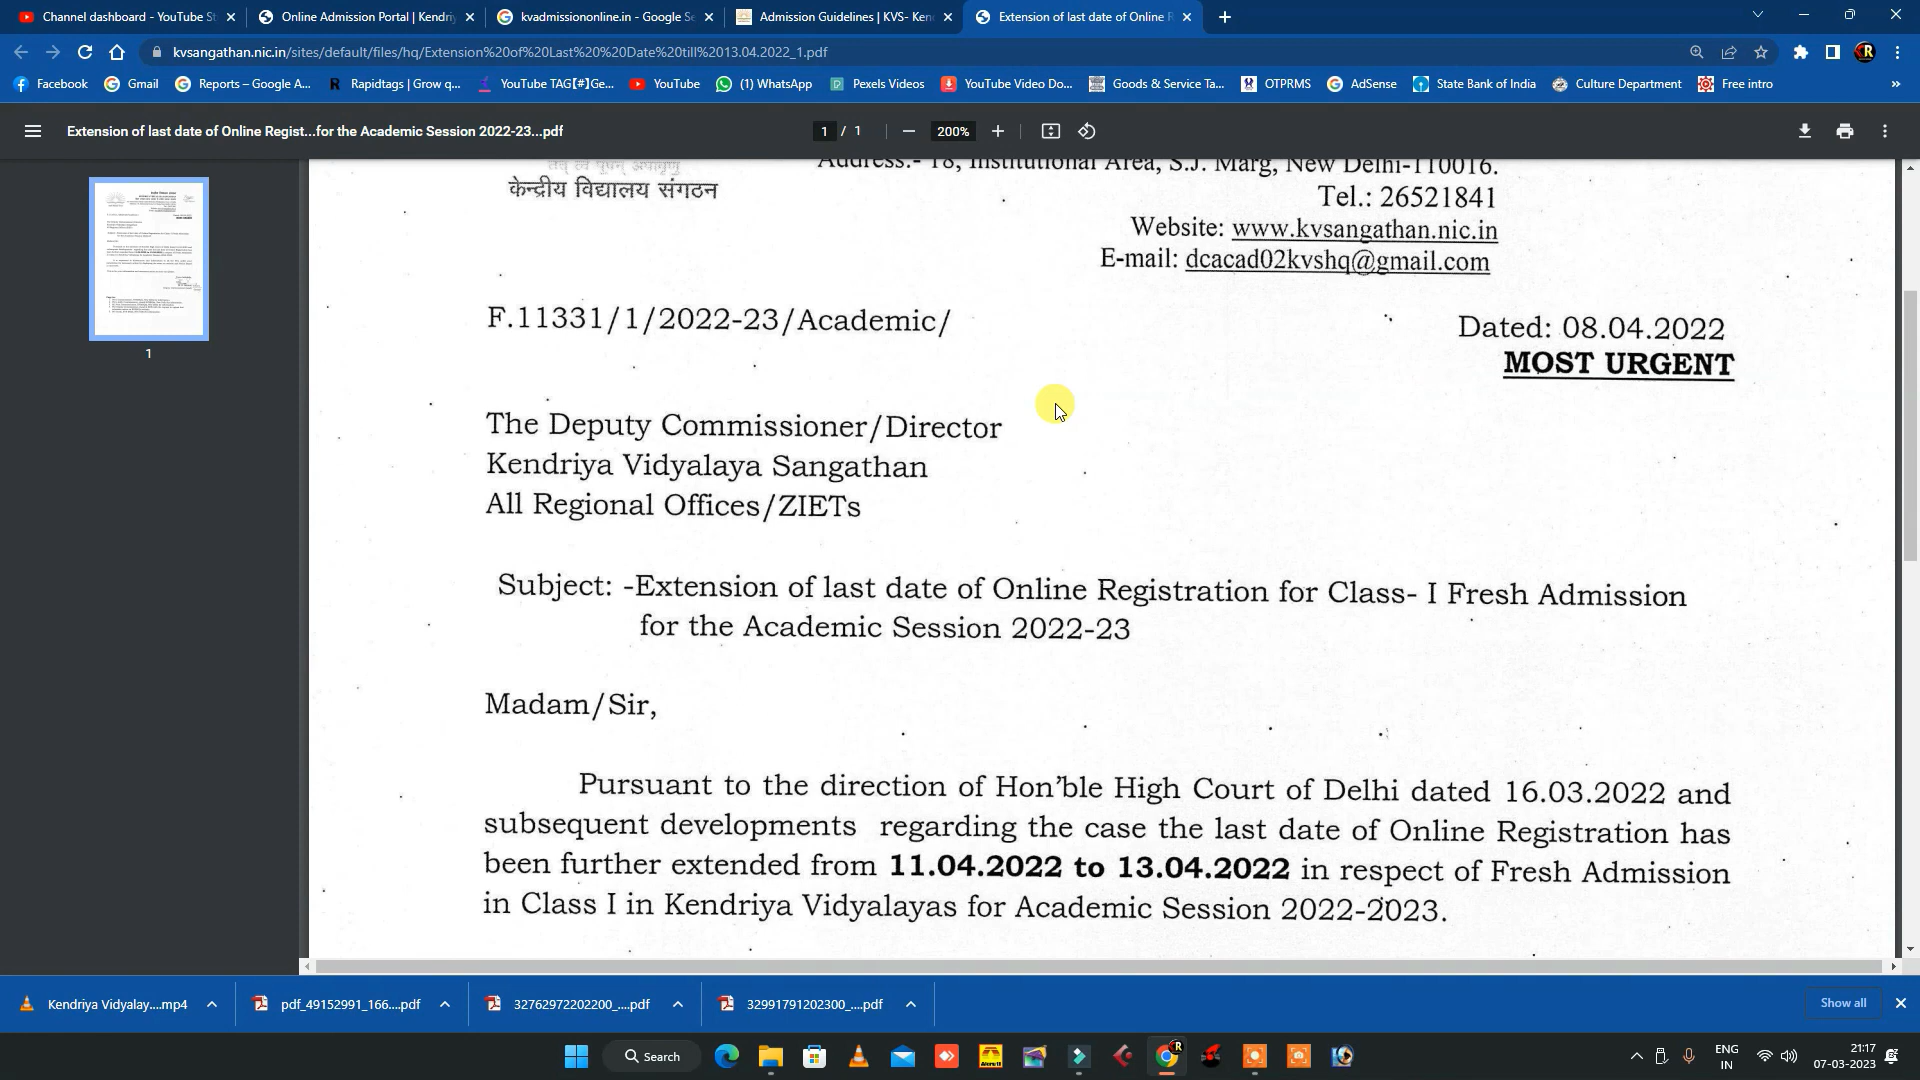 Channel dashboard - YouTube St
Online Admission Portal | Kendriy
kvadmissiononline.in - Google Se
Admission Guidelines | KVS- Ken
Extension of last date of Online R
kvsangathan.nic.in/sites/default/files/hq/Extension%20of%20Last%20%20Date%20till%2013.04.2022_1.pdf
Facebook
Gmail
Reports – Google A...
Rapidtags | Grow q...
YouTube TAG【#】Ge...
YouTube
(1) WhatsApp
Pexels Videos
YouTube Video Do...
Goods & Service Ta...
OTPRMS
AdSense
State Bank of India
Culture Department
Free intro
Extension of last date of Online Regist...for the Academic Session 2022-23...pdf
1 / 1
200%
1
केन्द्रीय विद्यालय संगठन
Address:- 18, Institutional Area, S.J. Marg, New Delhi-110016.
Tel.: 26521841
Website: www.kvsangathan.nic.in
E-mail: dcacad02kvshq@gmail.com
F.11331/1/2022-23/Academic/
Dated: 08.04.2022
MOST URGENT
The Deputy Commissioner/Director
Kendriya Vidyalaya Sangathan
All Regional Offices/ZIETs
Subject: -Extension of last date of Online Registration for Class- I Fresh Admission
for the Academic Session 2022-23
Madam/Sir,
Pursuant to the direction of Hon'ble High Court of Delhi dated 16.03.2022 and
subsequent developments regarding the case the last date of Online Registration has
been further extended from 11.04.2022 to 13.04.2022 in respect of Fresh Admission
in Class I in Kendriya Vidyalayas for Academic Session 2022-2023.
Kendriya Vidyalay....mp4
pdf_49152991_166....pdf
32762972202200_....pdf
32991791202300_....pdf
Show all
Search
ENG
IN
21:17
07-03-2023